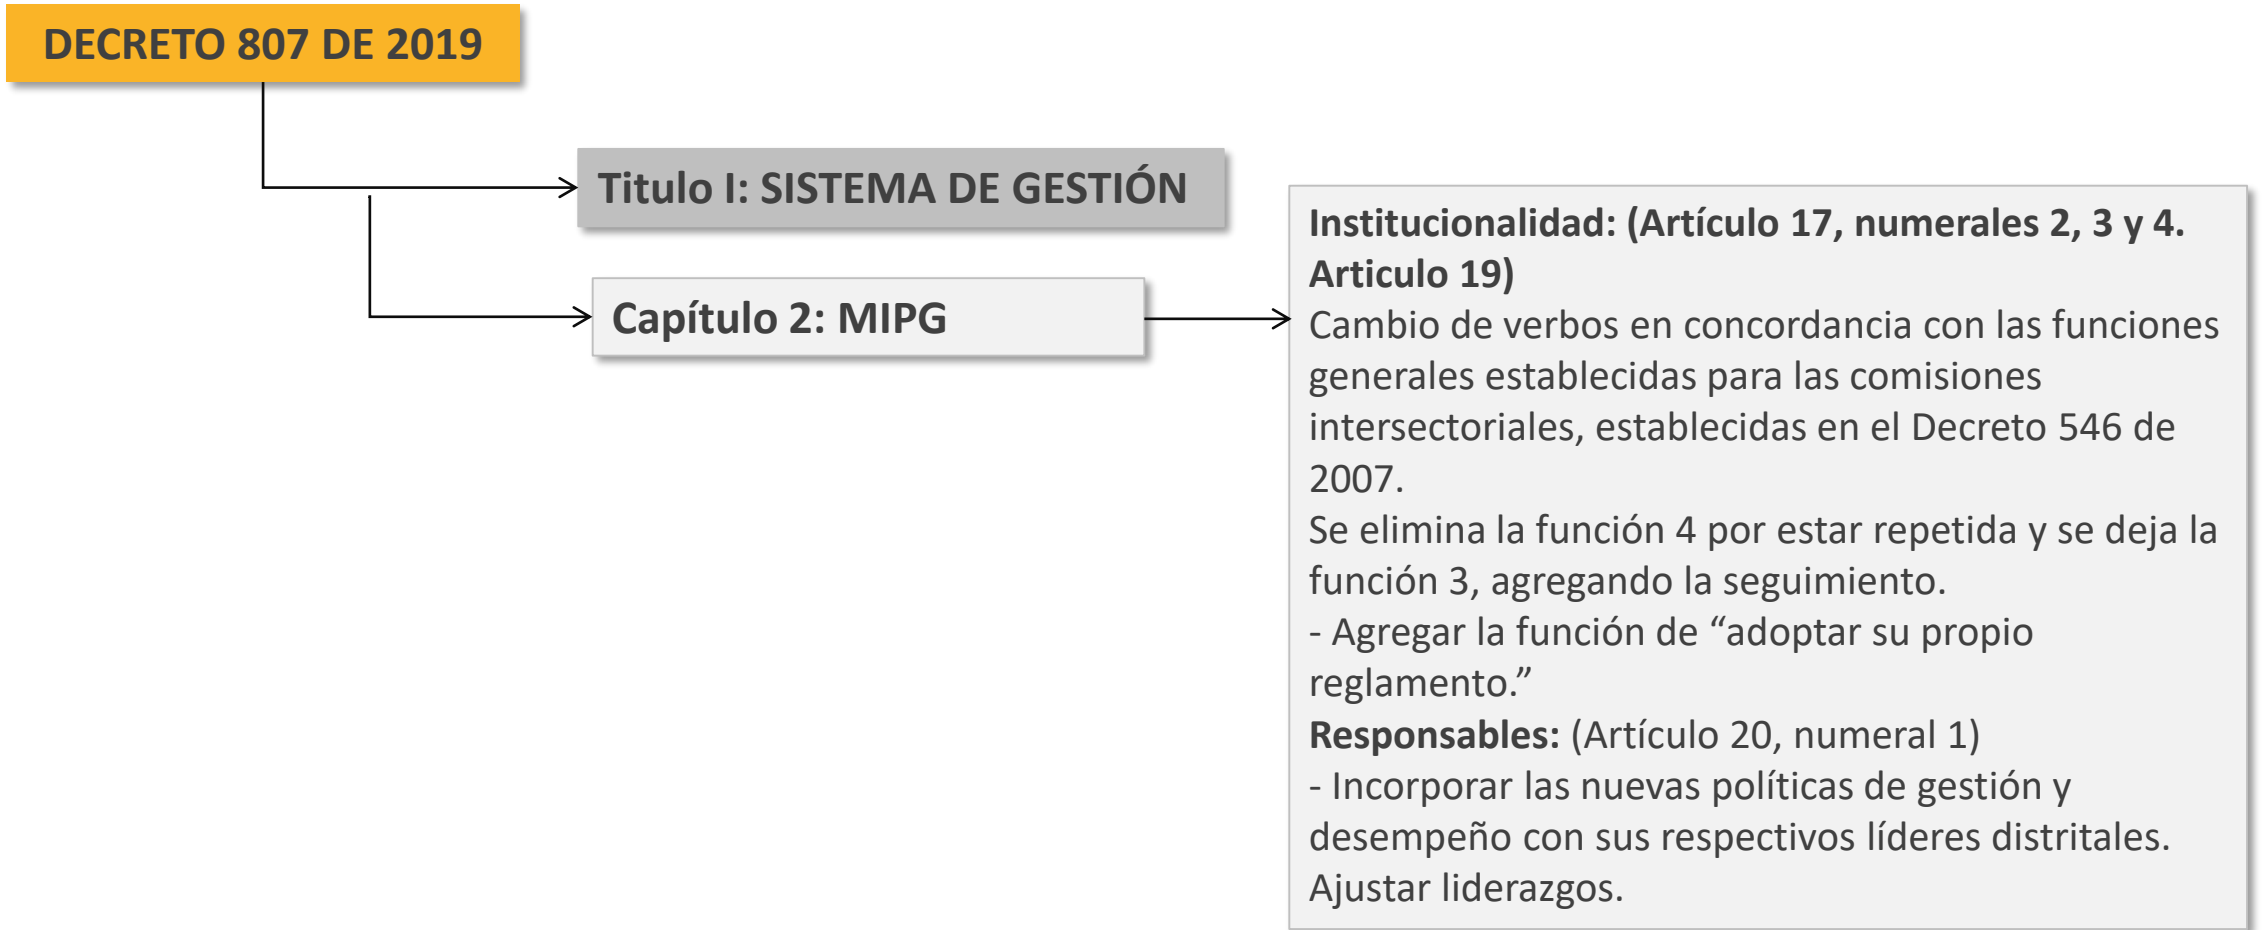 DECRETO 807 DE 2019
Titulo I: SISTEMA DE GESTIÓN
Capítulo 2: MIPG
Institucionalidad: (Artículo 17, numerales 2, 3 y 4.
Articulo 19)
Cambio de verbos en concordancia con las funciones
generales establecidas para las comisiones
intersectoriales, establecidas en el Decreto 546 de
2007.
Se elimina la función 4 por estar repetida y se deja la
función 3, agregando la seguimiento.
- Agregar la función de “adoptar su propio
reglamento.”
Responsables: (Artículo 20, numeral 1)
- Incorporar las nuevas políticas de gestión y
desempeño con sus respectivos líderes distritales.
Ajustar liderazgos.